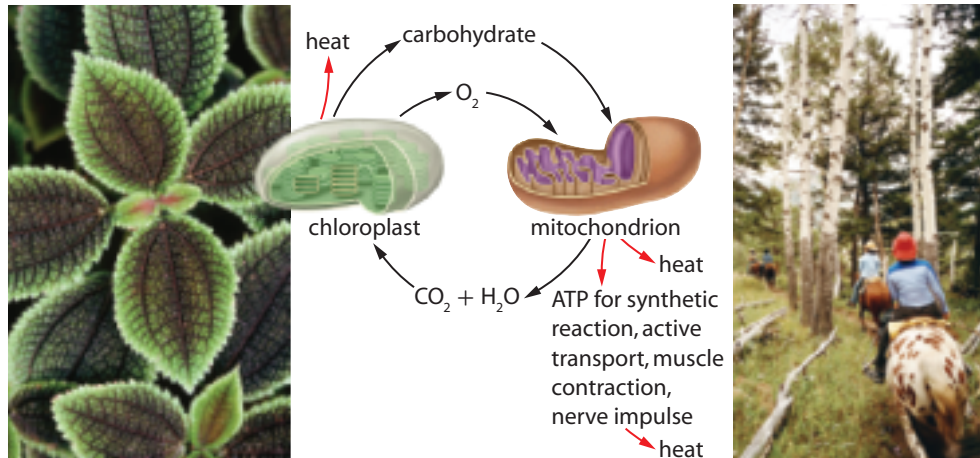 heat
carbohydrate
O₂
chloroplast
mitochondrion
heat
CO₂ + H₂O
ATP for synthetic
reaction, active
transport, muscle
contraction,
nerve impulse
heat